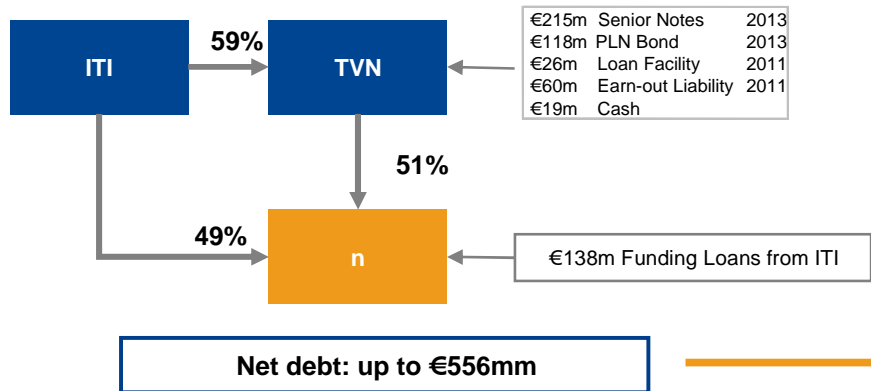 €215m Senior Notes 2013
€118m PLN Bond 2013
€26m Loan Facility 2011
€60m Earn-out Liability 2011
€19m Cash
59%
ITI
TVN
51%
49%
n
€138m Funding Loans from ITI
Net debt: up to €556mm